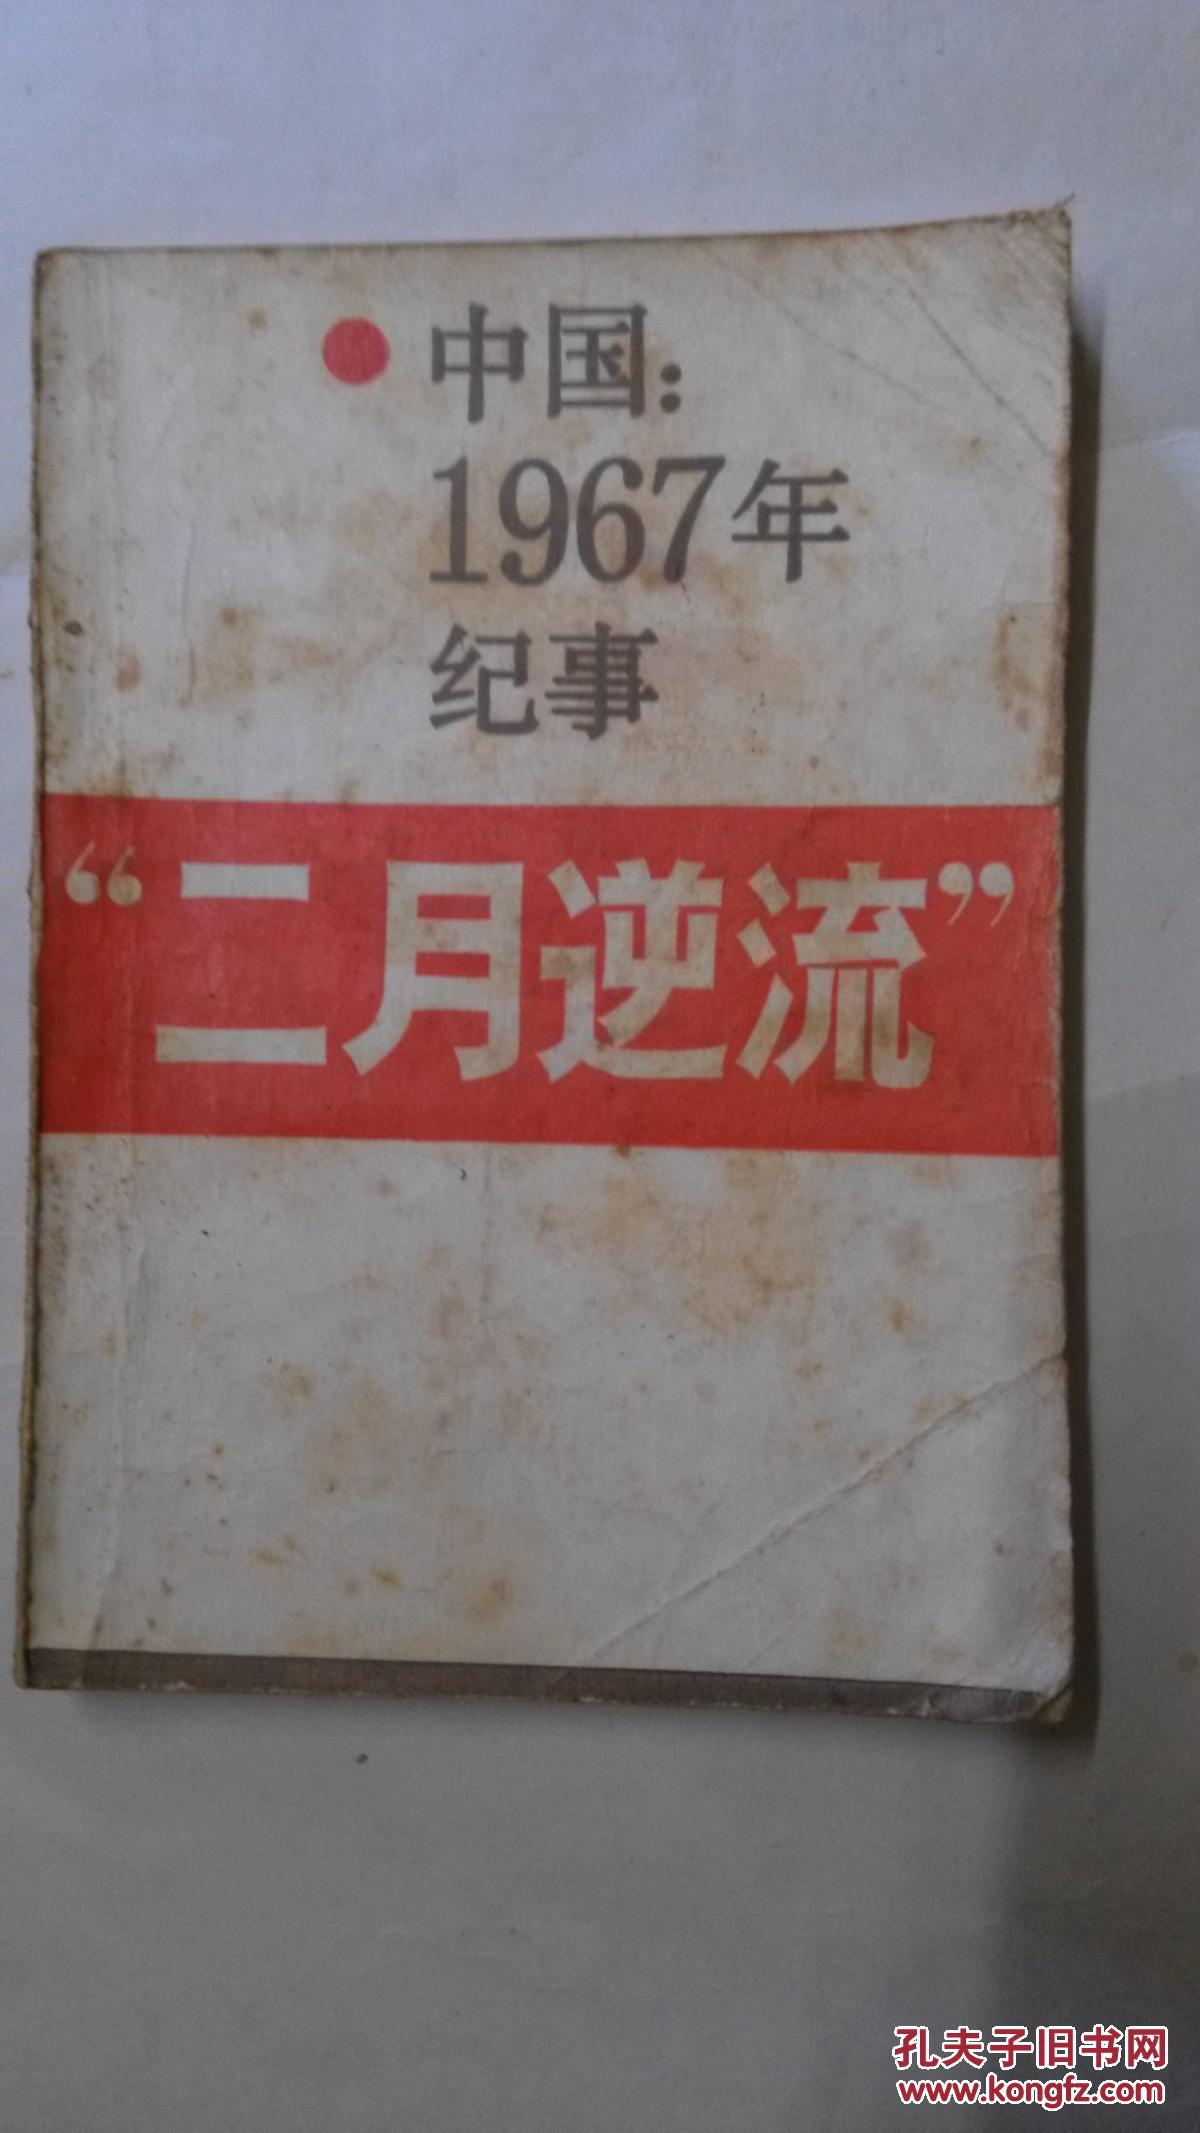 中国：
1967年
纪事
“二月逆流”
孔夫子旧书网
www.kongfz.com